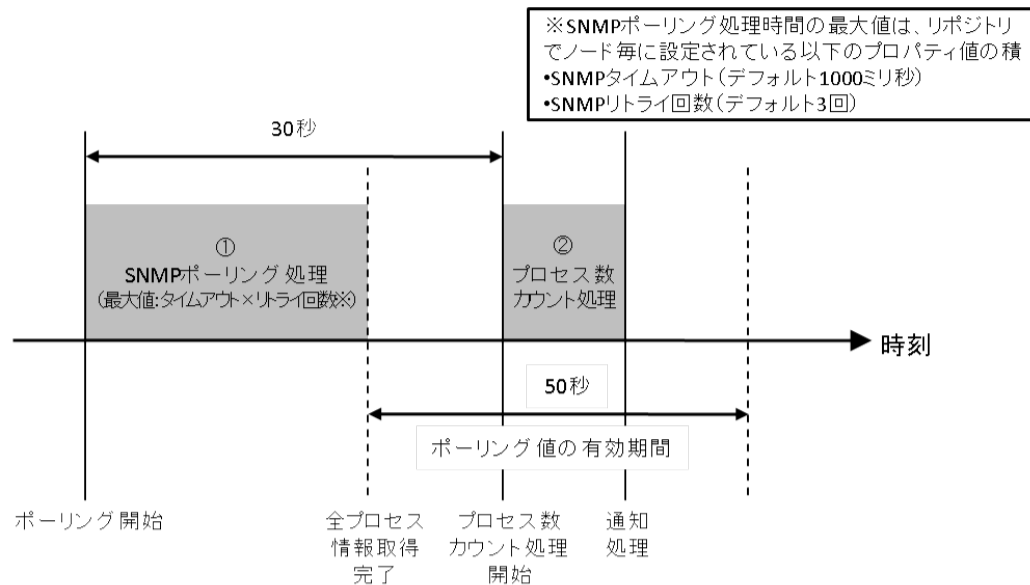 ※SNMPポーリング処理時間の最大値は、リポジトリ
でノード毎に設定されている以下のプロパティ値の積
•SNMPタイムアウト(デフォルト1000ミリ秒)
•SNMPリトライ回数(デフォルト3回)
30秒
①
SNMPポーリング処理
(最大値:タイムアウト×リトライ回数※)
②
プロセス数
カウント処理
時刻
50秒
ポーリング値の有効期間
ポーリング開始
全プロセス
情報取得
完了
プロセス数
カウント処理
開始
通知
処理